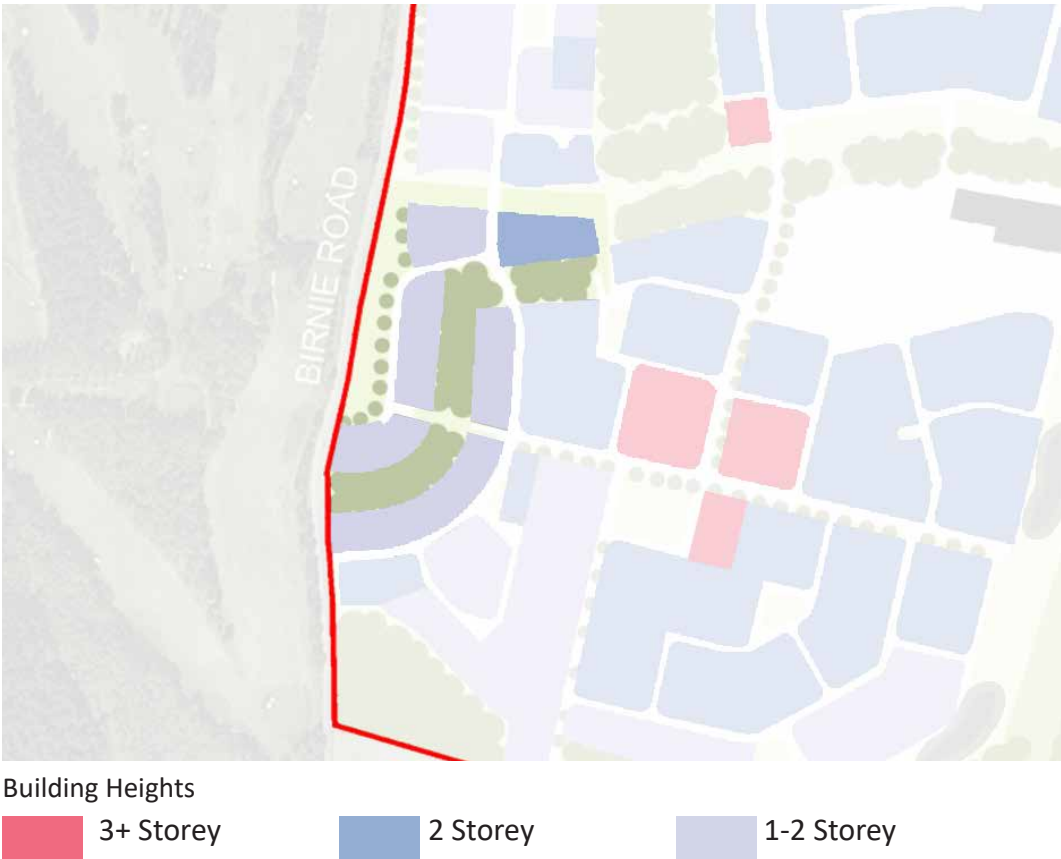 BIRNIE ROAD
Building Heights
3+ Storey
2 Storey
1-2 Storey